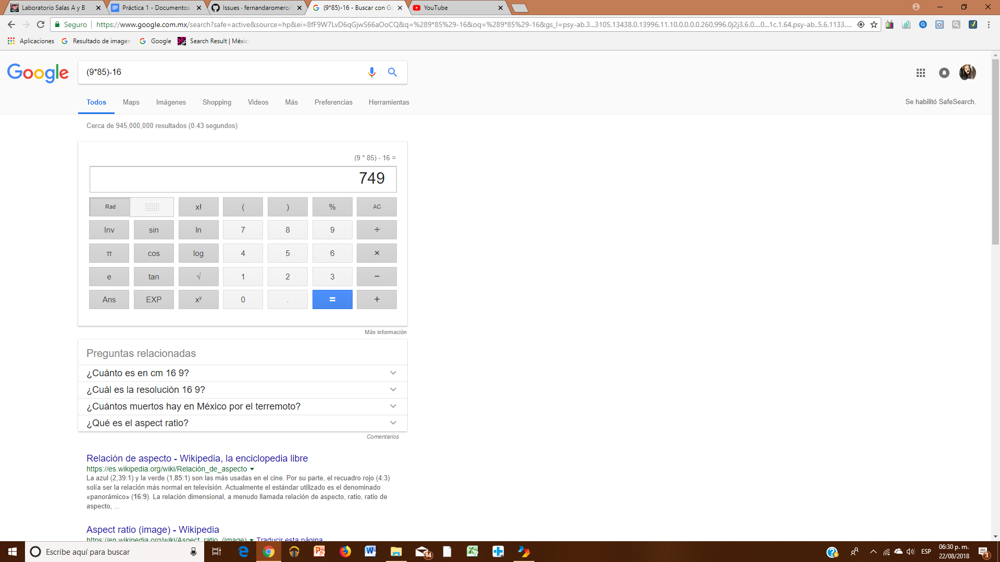 Laboratorio Salas A y B
Práctica 1 - Documentos
Issues · fernandaromero/
(9*85)-16 - Buscar con Go
YouTube
Seguro
https://www.google.com.mx/search?safe=active&source=hp&ei=8fF9W7LvD6qGjwS66aOoCQ&q=%289*85%29-16&oq=%289*85%29-16&gs_l=psy-ab.3...3105.13438.0.13996.11.10.0.0.0.0.260.996.0j2j3.6.0....0...1c.1.64.psy-ab..5.6.1133....
Aplicaciones
Resultado de imagen
Google
Search Result | Méxic
Google
(9*85)-16
Todos
Maps
Imágenes
Shopping
Videos
Más
Preferencias
Herramientas
Se habilitó SafeSearch.
Cerca de 945,000,000 resultados (0.43 segundos)
(9 * 85) - 16 =
749
Rad x! ( ) % AC
Inv sin ln 7 8 9 ÷
π cos log 4 5 6 ×
e tan √ 1 2 3 −
Ans EXP xʸ 0 . = +
Más información
Preguntas relacionadas
¿Cuánto es en cm 16 9?
¿Cuál es la resolución 16 9?
¿Cuántos muertos hay en México por el terremoto?
¿Qué es el aspect ratio?
Comentarios
Relación de aspecto - Wikipedia, la enciclopedia libre
https://es.wikipedia.org/wiki/Relación_de_aspecto
La azul (2,39:1) y la verde (1,85:1) son las más usadas en el cine. Por su parte, el recuadro rojo (4:3)
solía ser la relación más normal en televisión. Actualmente el estándar utilizado es el denominado
«panorámico» (16:9). La relación dimensional, a menudo llamada relación de aspecto, ratio, ratio de
aspecto, ...
Aspect ratio (image) - Wikipedia
https://en.wikipedia.org/wiki/Aspect_ratio_(image) Traducir esta página
Escribe aquí para buscar
14
ESP
06:30 p. m.
22/08/2018
3